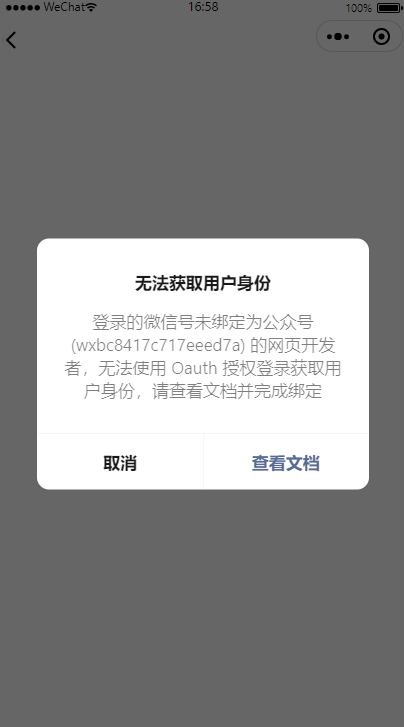 ●●●●● WeChat 16:58 100%
无法获取用户身份
登录的微信号未绑定为公众号
(wxbc8417c717eeed7a) 的网页开发
者，无法使用 Oauth 授权登录获取用
户身份，请查看文档并完成绑定
取消 查看文档